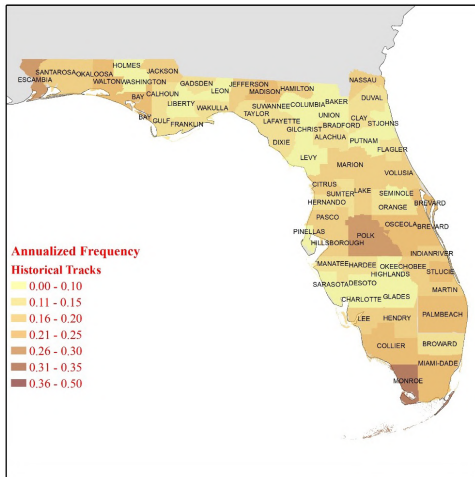 HOLMES
JACKSON
SANTAROSA OKALOOSA
ESCAMBIA
WALTON WASHINGTON
GADSDEN
JEFFERSON
NASSAU
BAY
CALHOUN
LEON
MADISON
HAMILTON
DUVAL
LIBERTY
WAKULLA
SUWANNEE
COLUMBIA
BAKER
BAY
GULF
FRANKLIN
TAYLOR
LAFAYETTE
UNION
CLAY
STJOHNS
GILCHRIST
BRADFORD
DIXIE
ALACHUA
PUTNAM
FLAGLER
LEVY
MARION
VOLUSIA
CITRUS
LAKE
SUMTER
SEMINOLE
HERNANDO
ORANGE
BREVARD
PASCO
OSCEOLA
BREVARD
PINELLAS
POLK
HILLSBOROUGH
INDIANRIVER
MANATEE
HARDEE
OKEECHOBEE
STLUCIE
HIGHLANDS
SARASOTA
DESOTO
MARTIN
CHARLOTTE
GLADES
LEE
HENDRY
PALMBEACH
COLLIER
BROWARD
MIAMI-DADE
MONROE
Annualized Frequency
Historical Tracks
0.00 - 0.10
0.11 - 0.15
0.16 - 0.20
0.21 - 0.25
0.26 - 0.30
0.31 - 0.35
0.36 - 0.50